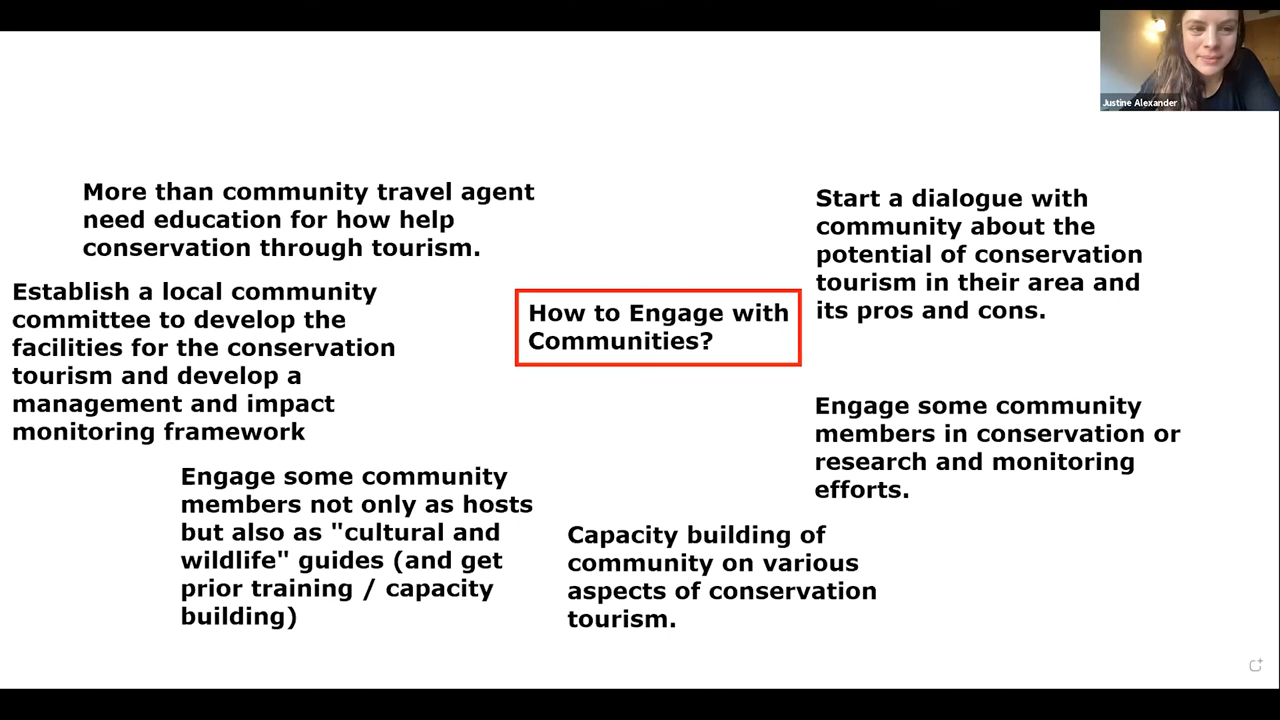 Justine Alexander
More than community travel agent
need education for how help
conservation through tourism.
Start a dialogue with
community about the
potential of conservation
tourism in their area and
its pros and cons.
Establish a local community
committee to develop the
facilities for the conservation
tourism and develop a
management and impact
monitoring framework
How to Engage with
Communities?
Engage some community
members in conservation or
research and monitoring
efforts.
Engage some community
members not only as hosts
but also as "cultural and
wildlife" guides (and get
prior training / capacity
building)
Capacity building of
community on various
aspects of conservation
tourism.